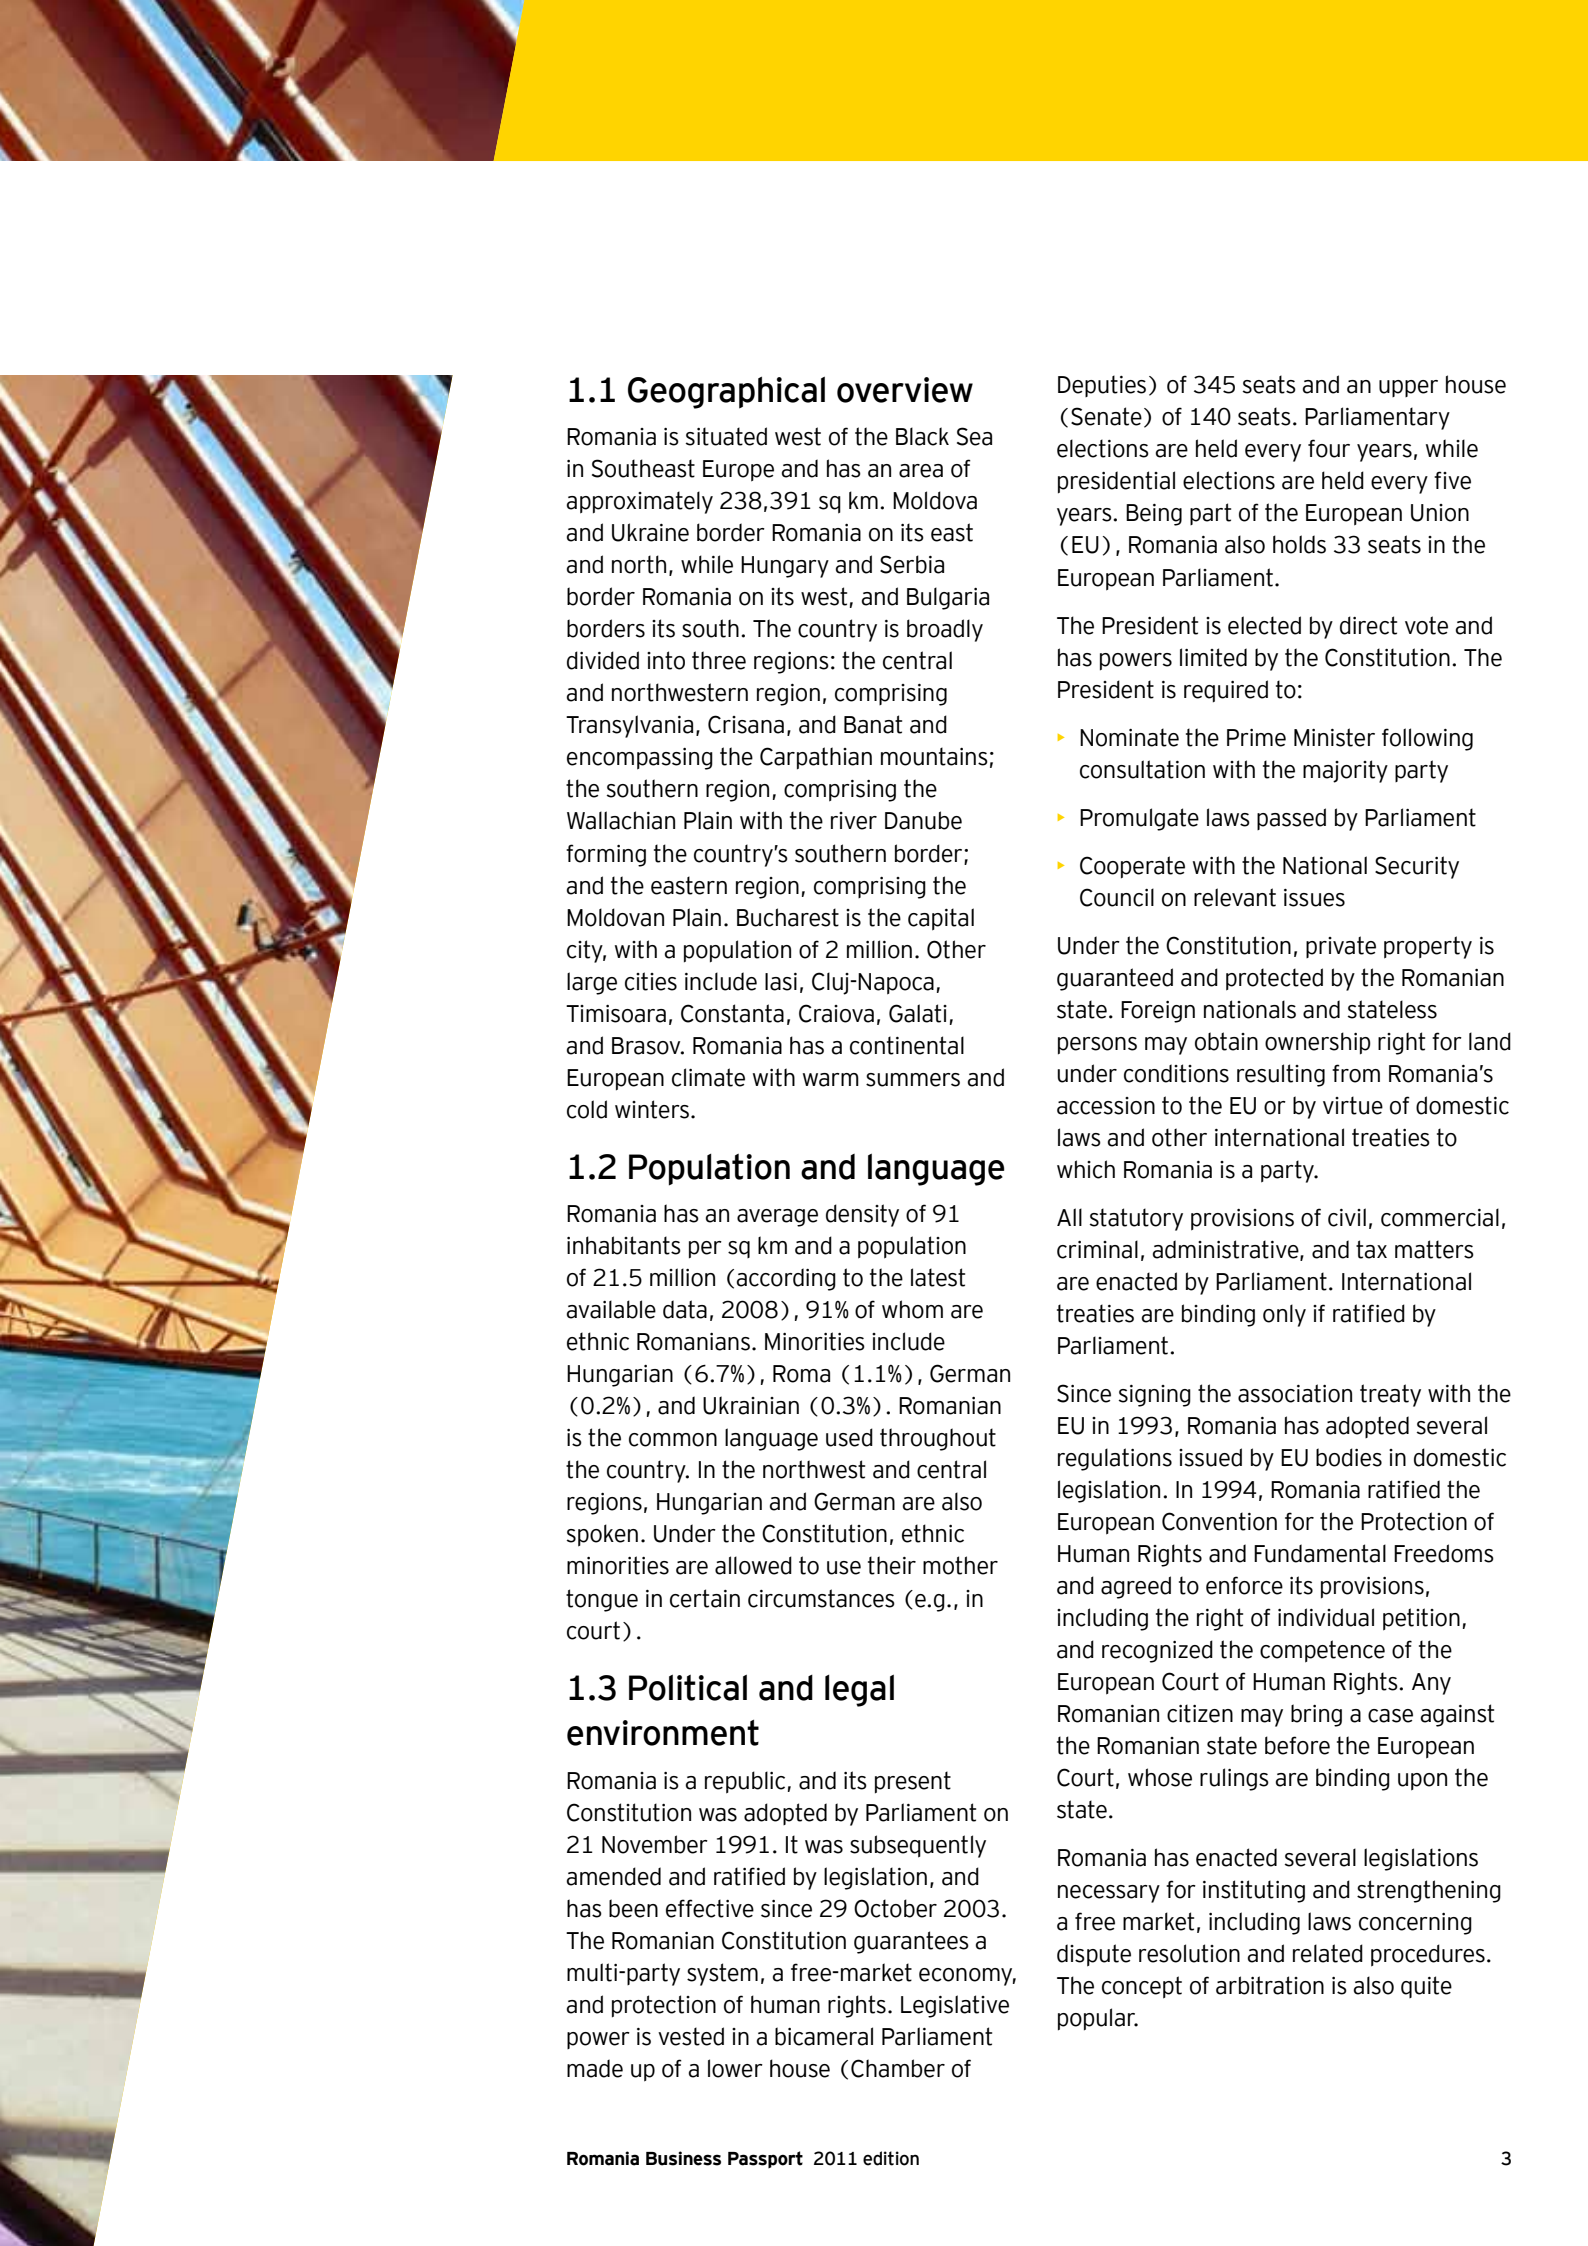 1.1 Geographical overview
Romania is situated west of the Black Sea
in Southeast Europe and has an area of
approximately 238,391 sq km. Moldova
and Ukraine border Romania on its east
and north, while Hungary and Serbia
border Romania on its west, and Bulgaria
borders its south. The country is broadly
divided into three regions: the central
and northwestern region, comprising
Transylvania, Crisana, and Banat and
encompassing the Carpathian mountains;
the southern region, comprising the
Wallachian Plain with the river Danube
forming the country's southern border;
and the eastern region, comprising the
Moldovan Plain. Bucharest is the capital
city, with a population of 2 million. Other
large cities include Iasi, Cluj-Napoca,
Timisoara, Constanta, Craiova, Galati,
and Brasov. Romania has a continental
European climate with warm summers and
cold winters.
1.2 Population and language
Romania has an average density of 91
inhabitants per sq km and a population
of 21.5 million (according to the latest
available data, 2008), 91% of whom are
ethnic Romanians. Minorities include
Hungarian (6.7%), Roma (1.1%), German
(0.2%), and Ukrainian (0.3%). Romanian
is the common language used throughout
the country. In the northwest and central
regions, Hungarian and German are also
spoken. Under the Constitution, ethnic
minorities are allowed to use their mother
tongue in certain circumstances (e.g., in
court).
1.3 Political and legal
environment
Romania is a republic, and its present
Constitution was adopted by Parliament on
21 November 1991. It was subsequently
amended and ratified by legislation, and
has been effective since 29 October 2003.
The Romanian Constitution guarantees a
multi-party system, a free-market economy,
and protection of human rights. Legislative
power is vested in a bicameral Parliament
made up of a lower house (Chamber of
Deputies) of 345 seats and an upper house
(Senate) of 140 seats. Parliamentary
elections are held every four years, while
presidential elections are held every five
years. Being part of the European Union
(EU), Romania also holds 33 seats in the
European Parliament.
The President is elected by direct vote and
has powers limited by the Constitution. The
President is required to:
‣ Nominate the Prime Minister following
consultation with the majority party
‣ Promulgate laws passed by Parliament
‣ Cooperate with the National Security
Council on relevant issues
Under the Constitution, private property is
guaranteed and protected by the Romanian
state. Foreign nationals and stateless
persons may obtain ownership right for land
under conditions resulting from Romania's
accession to the EU or by virtue of domestic
laws and other international treaties to
which Romania is a party.
All statutory provisions of civil, commercial,
criminal, administrative, and tax matters
are enacted by Parliament. International
treaties are binding only if ratified by
Parliament.
Since signing the association treaty with the
EU in 1993, Romania has adopted several
regulations issued by EU bodies in domestic
legislation. In 1994, Romania ratified the
European Convention for the Protection of
Human Rights and Fundamental Freedoms
and agreed to enforce its provisions,
including the right of individual petition,
and recognized the competence of the
European Court of Human Rights. Any
Romanian citizen may bring a case against
the Romanian state before the European
Court, whose rulings are binding upon the
state.
Romania has enacted several legislations
necessary for instituting and strengthening
a free market, including laws concerning
dispute resolution and related procedures.
The concept of arbitration is also quite
popular.
Romania Business Passport 2011 edition
3